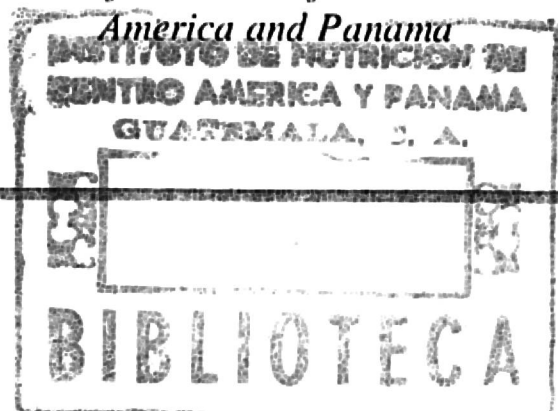 America and Panama
INSTITUTO DE NUTRICION DE
CENTRO AMERICA Y PANAMA
GUATEMALA, C. A.
BIBLIOTECA